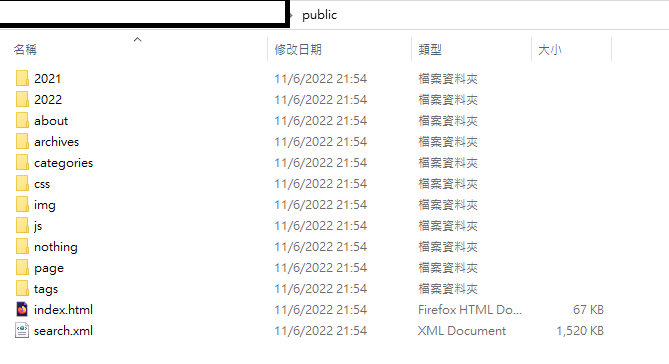 public
名稱 修改日期 類型 大小
2021 11/6/2022 21:54 檔案資料夾
2022 11/6/2022 21:54 檔案資料夾
about 11/6/2022 21:54 檔案資料夾
archives 11/6/2022 21:54 檔案資料夾
categories 11/6/2022 21:54 檔案資料夾
css 11/6/2022 21:54 檔案資料夾
img 11/6/2022 21:54 檔案資料夾
js 11/6/2022 21:54 檔案資料夾
nothing 11/6/2022 21:54 檔案資料夾
page 11/6/2022 21:54 檔案資料夾
tags 11/6/2022 21:54 檔案資料夾
index.html 11/6/2022 21:54 Firefox HTML Do... 67 KB
search.xml 11/6/2022 21:54 XML Document 1,520 KB